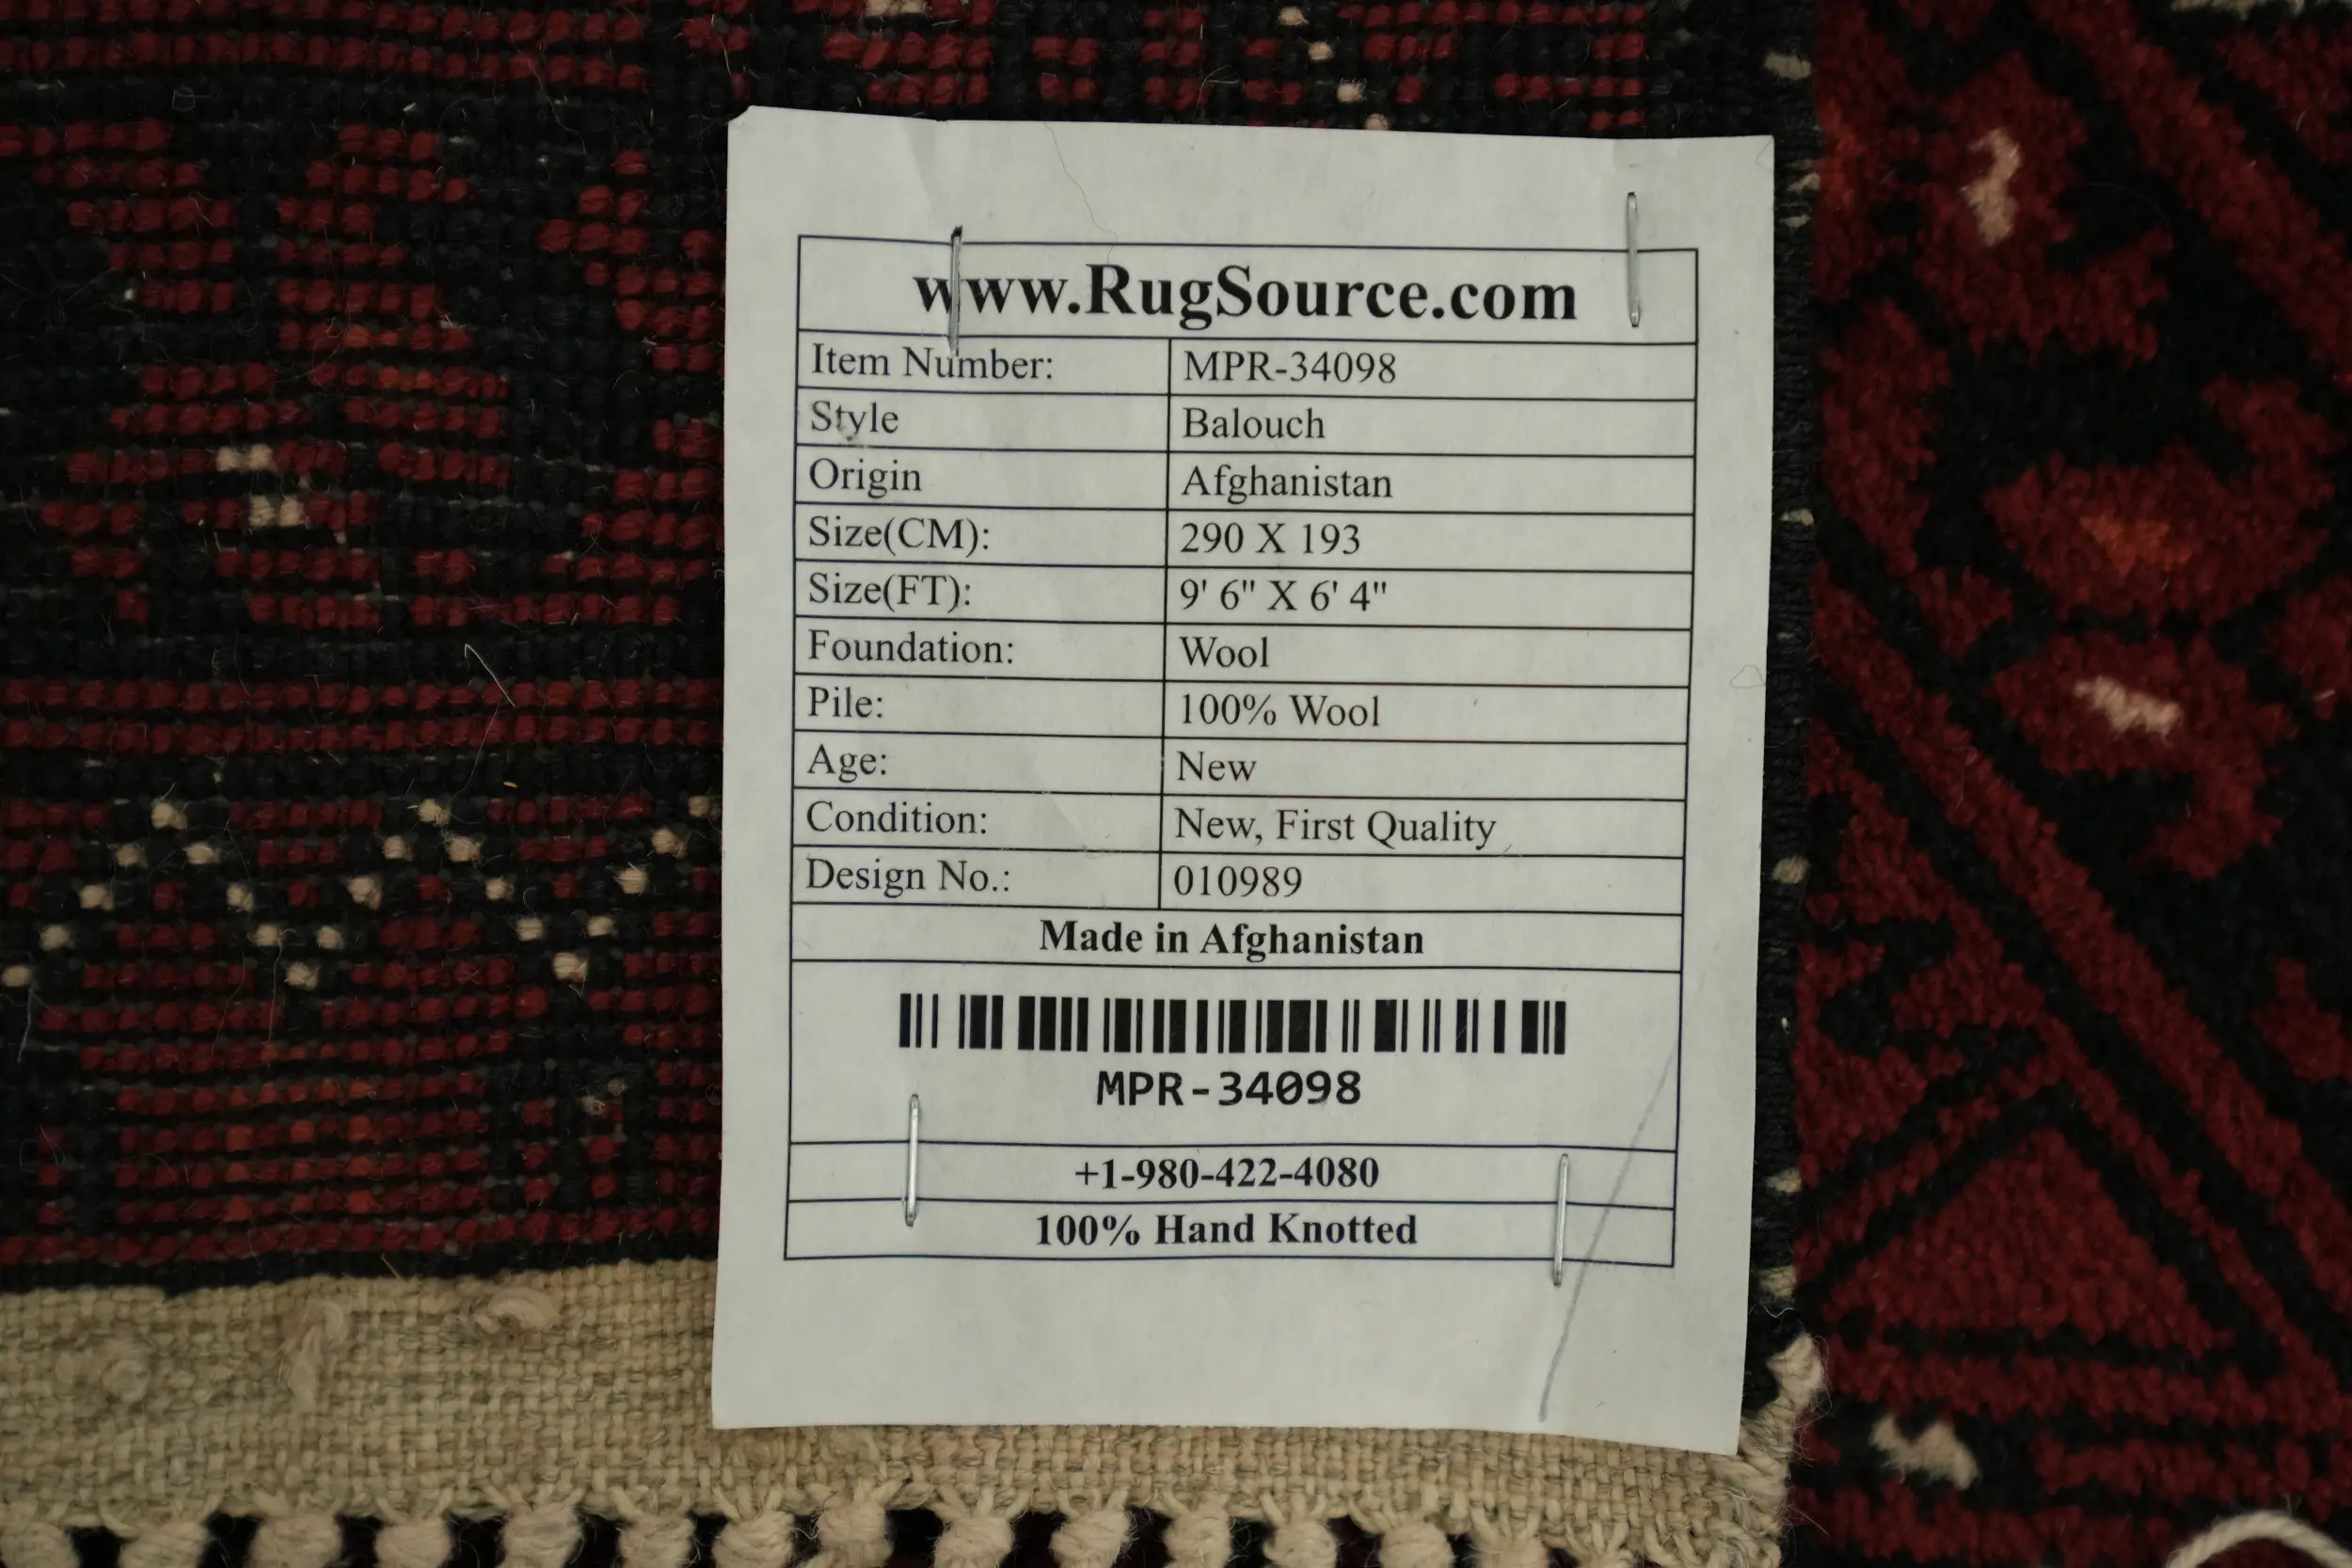 www.RugSource.com
Item Number: MPR-34098
Style Balouch
Origin Afghanistan
Size(CM): 290 X 193
Size(FT): 9' 6" X 6' 4"
Foundation: Wool
Pile: 100% Wool
Age: New
Condition: New, First Quality
Design No.: 010989
Made in Afghanistan
MPR-34098
+1-980-422-4080
100% Hand Knotted